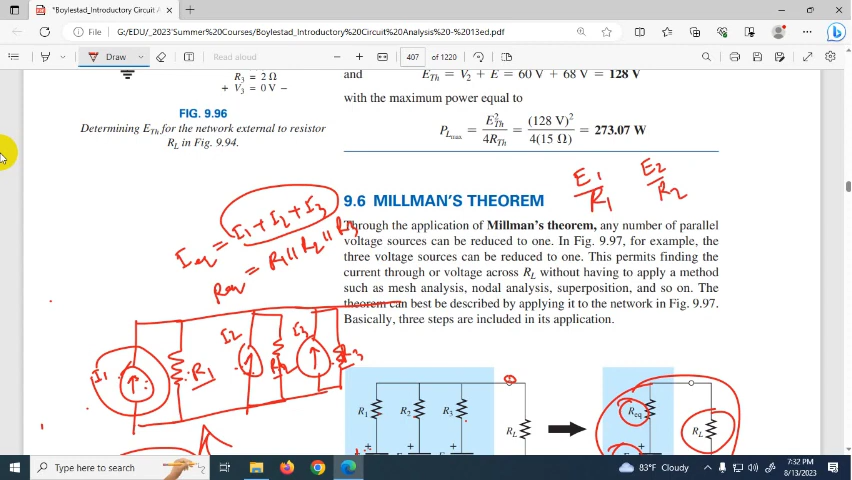 *Boylestad_Introductory Circuit A
File
G:/EDU/_2023'Summer%20Courses/Boylestad_Introductory%20Circuit%20Analysis%20-%2013ed.pdf
Draw
Read aloud
407 of 1220
R3 = 2 Ω
+ V3 = 0 V −
FIG. 9.96
Determining ETh for the network external to resistor
RL in Fig. 9.94.
and
ETh = V2 + E = 60 V + 68 V = 128 V
with the maximum power equal to
PLmax = E²Th / 4RTh = (128 V)² / 4(15 Ω) = 273.07 W
E1/R1 E2/R2
9.6 MILLMAN'S THEOREM
Through the application of Millman's theorem, any number of parallel
voltage sources can be reduced to one. In Fig. 9.97, for example, the
three voltage sources can be reduced to one. This permits finding the
current through or voltage across RL without having to apply a method
such as mesh analysis, nodal analysis, superposition, and so on. The
theorem can best be described by applying it to the network in Fig. 9.97.
Basically, three steps are included in its application.
Ieq = I1 + I2 + I3
Req = R1 || R2 || R3
I1 R1 I2 R2 I3 R3
R1 R2 R3 RL
Req RL
Type here to search
83°F Cloudy
7:32 PM
8/13/2023